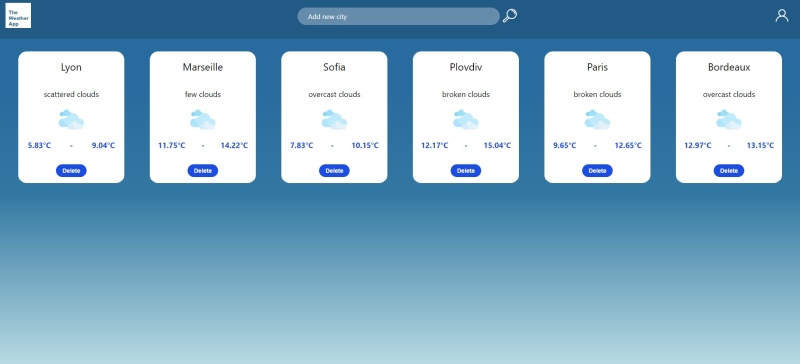 The
Weather
App
Add new city
Lyon
scattered clouds
5.83°C - 9.04°C
Delete
Marseille
few clouds
11.75°C - 14.22°C
Delete
Sofia
overcast clouds
7.83°C - 10.15°C
Delete
Plovdiv
broken clouds
12.17°C - 15.04°C
Delete
Paris
broken clouds
9.65°C - 12.65°C
Delete
Bordeaux
overcast clouds
12.97°C - 13.15°C
Delete